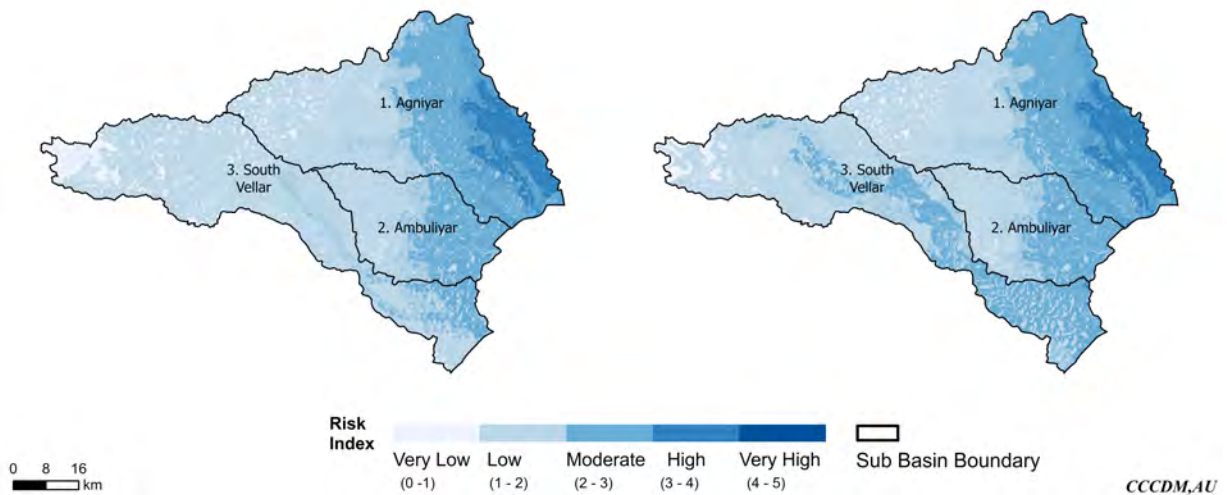 1. Agniyar
3. South
Vellar
2. Ambuliyar
1. Agniyar
3. South
Vellar
2. Ambuliyar
Risk
Index
Very Low Low Moderate High Very High
(0 -1) (1 - 2) (2 - 3) (3 - 4) (4 - 5)
Sub Basin Boundary
0 8 16
km
CCCDM,AU